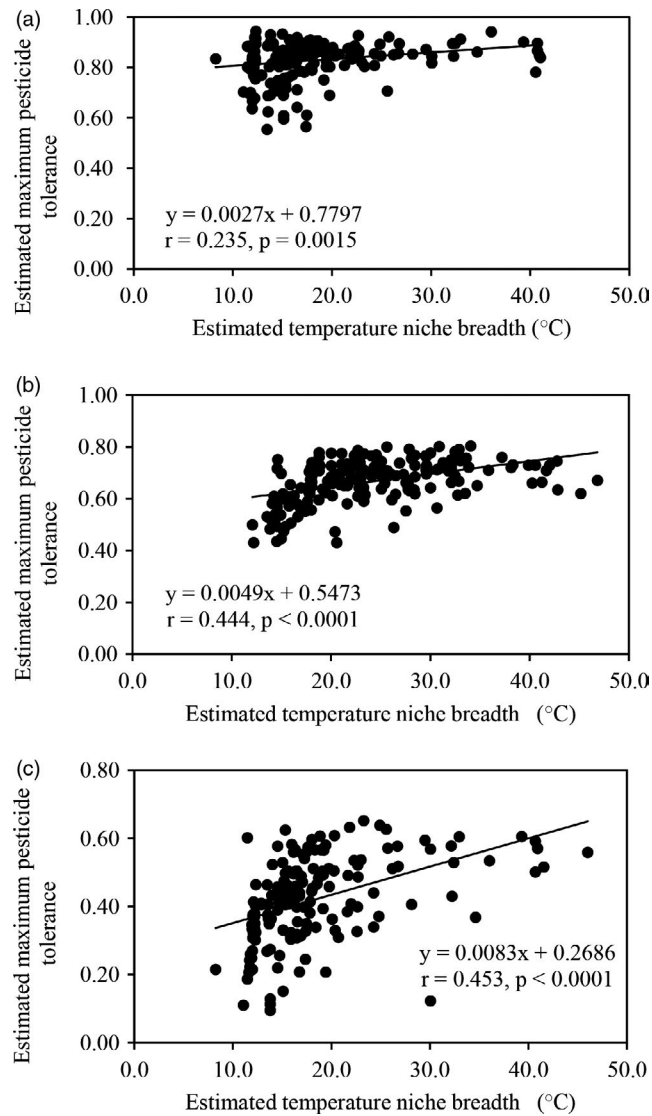 (a)
1.00
0.80
0.60
0.40
0.20
0.00
Estimated maximum pesticide
tolerance
y = 0.0027x + 0.7797
r = 0.235, p = 0.0015
0.0 10.0 20.0 30.0 40.0 50.0
Estimated temperature niche breadth (°C)
(b)
1.00
0.80
0.60
0.40
0.20
0.00
Estimated maximum pesticide
tolerance
y = 0.0049x + 0.5473
r = 0.444, p < 0.0001
0.0 10.0 20.0 30.0 40.0 50.0
Estimated temperature niche breadth (°C)
(c)
0.80
0.60
0.40
0.20
0.00
Estimated maximum pesticide
tolerance
y = 0.0083x + 0.2686
r = 0.453, p < 0.0001
0.0 10.0 20.0 30.0 40.0 50.0
Estimated temperature niche breadth (°C)